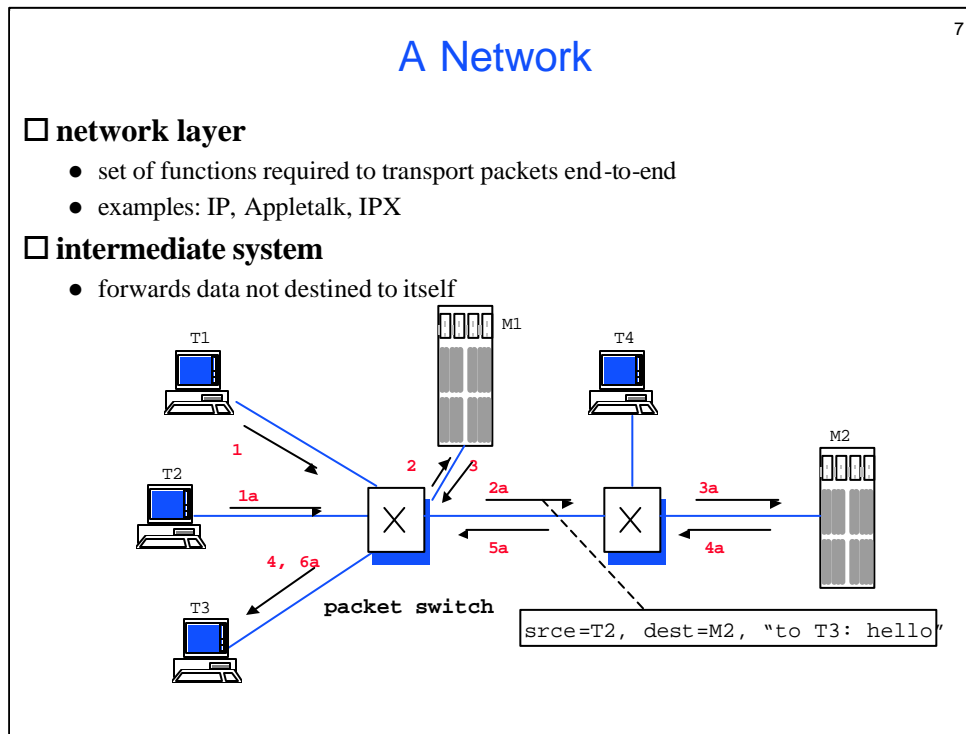 7
A Network
network layer
● set of functions required to transport packets end-to-end
● examples: IP, Appletalk, IPX
intermediate system
● forwards data not destined to itself
M1
T1
T4
M2
1
2
3
T2
1a
2a
3a
5a
4a
4, 6a
T3
packet switch
srce=T2, dest=M2, “to T3: hello”